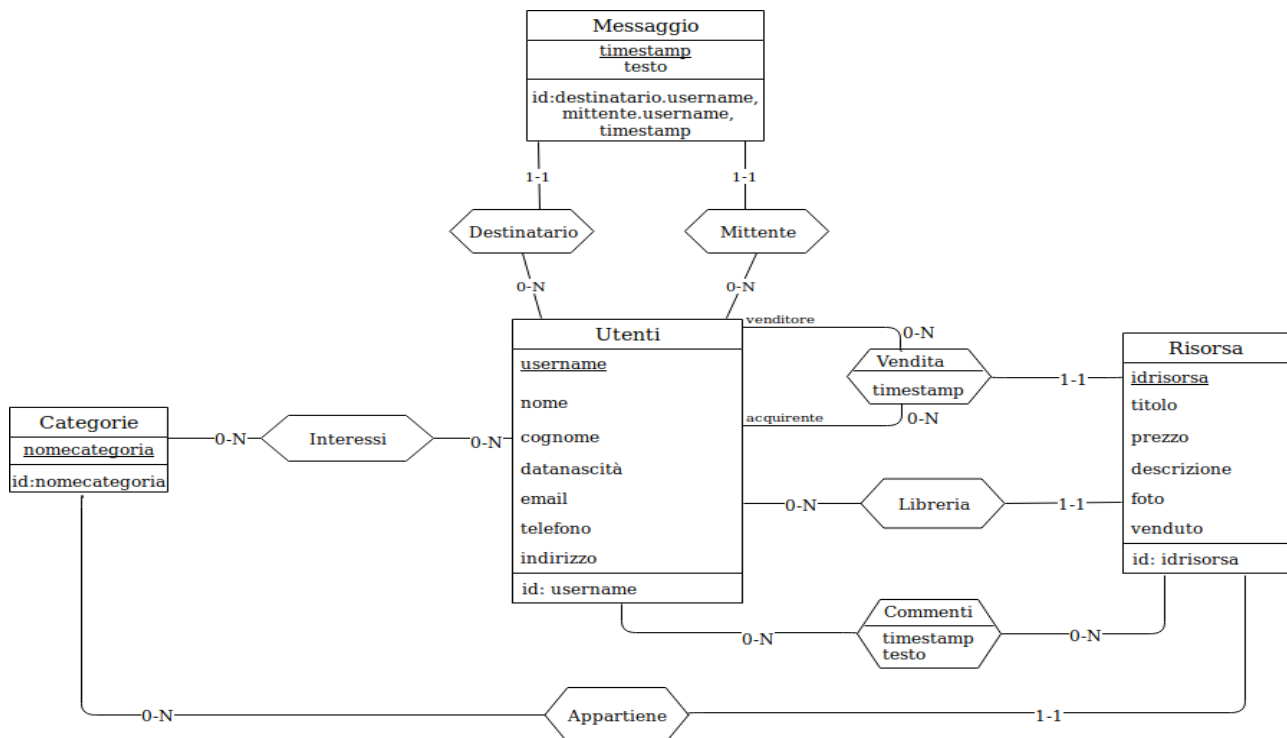 Messaggio
timestamp
testo
id:destinatario.username,
mittente.username,
timestamp
1-1
1-1
Destinatario
Mittente
0-N
0-N
Utenti
username
nome
cognome
datanascità
email
telefono
indirizzo
id: username
venditore
0-N
Vendita
timestamp
acquirente
0-N
1-1
Risorsa
idrisorsa
titolo
prezzo
descrizione
foto
venduto
id: idrisorsa
Categorie
nomecategoria
id:nomecategoria
0-N
Interessi
0-N
0-N
Libreria
1-1
0-N
Commenti
timestamp
testo
0-N
0-N
Appartiene
1-1